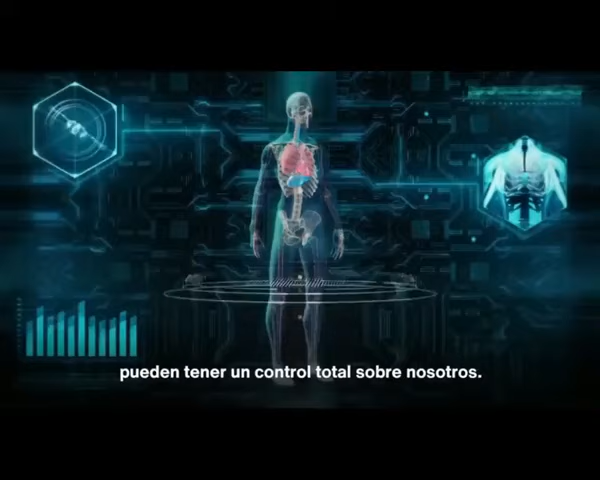 pueden tener un control total sobre nosotros.